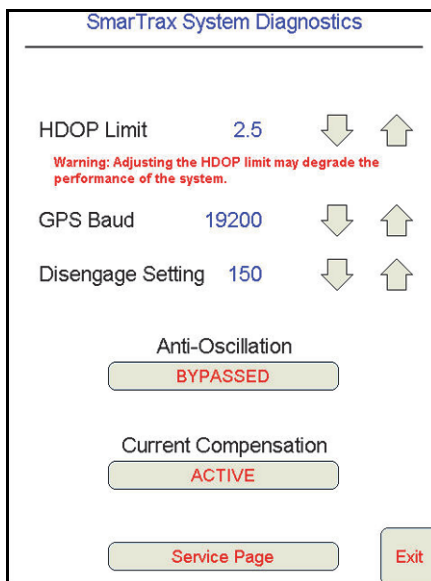 SmarTrax System Diagnostics
HDOP Limit 2.5
Warning: Adjusting the HDOP limit may degrade the
performance of the system.
GPS Baud 19200
Disengage Setting 150
Anti-Oscillation
BYPASSED
Current Compensation
ACTIVE
Service Page
Exit